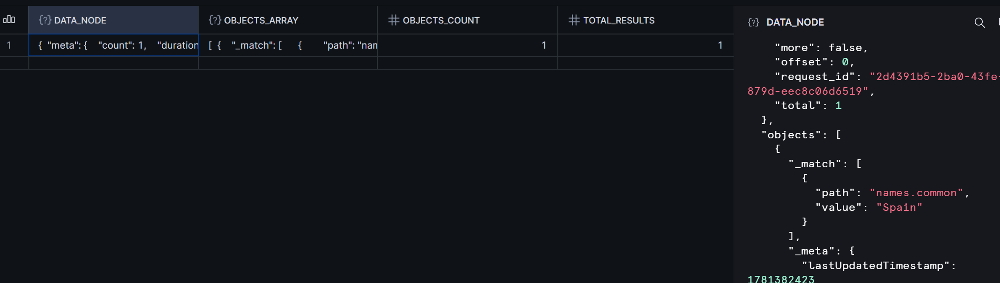 DATA_NODE OBJECTS_ARRAY OBJECTS_COUNT TOTAL_RESULTS
1 { "meta": { "count": 1, "duration [ { "_match": [ { "path": "nam 1 1
DATA_NODE
"more": false,
"offset": 0,
"request_id": "2d4391b5-2ba0-43fe-
879d-eec8c06d6519",
"total": 1
},
"objects": [
{
"_match": [
{
"path": "names.common",
"value": "Spain"
}
],
"_meta": {
"lastUpdatedTimestamp":
1781382423